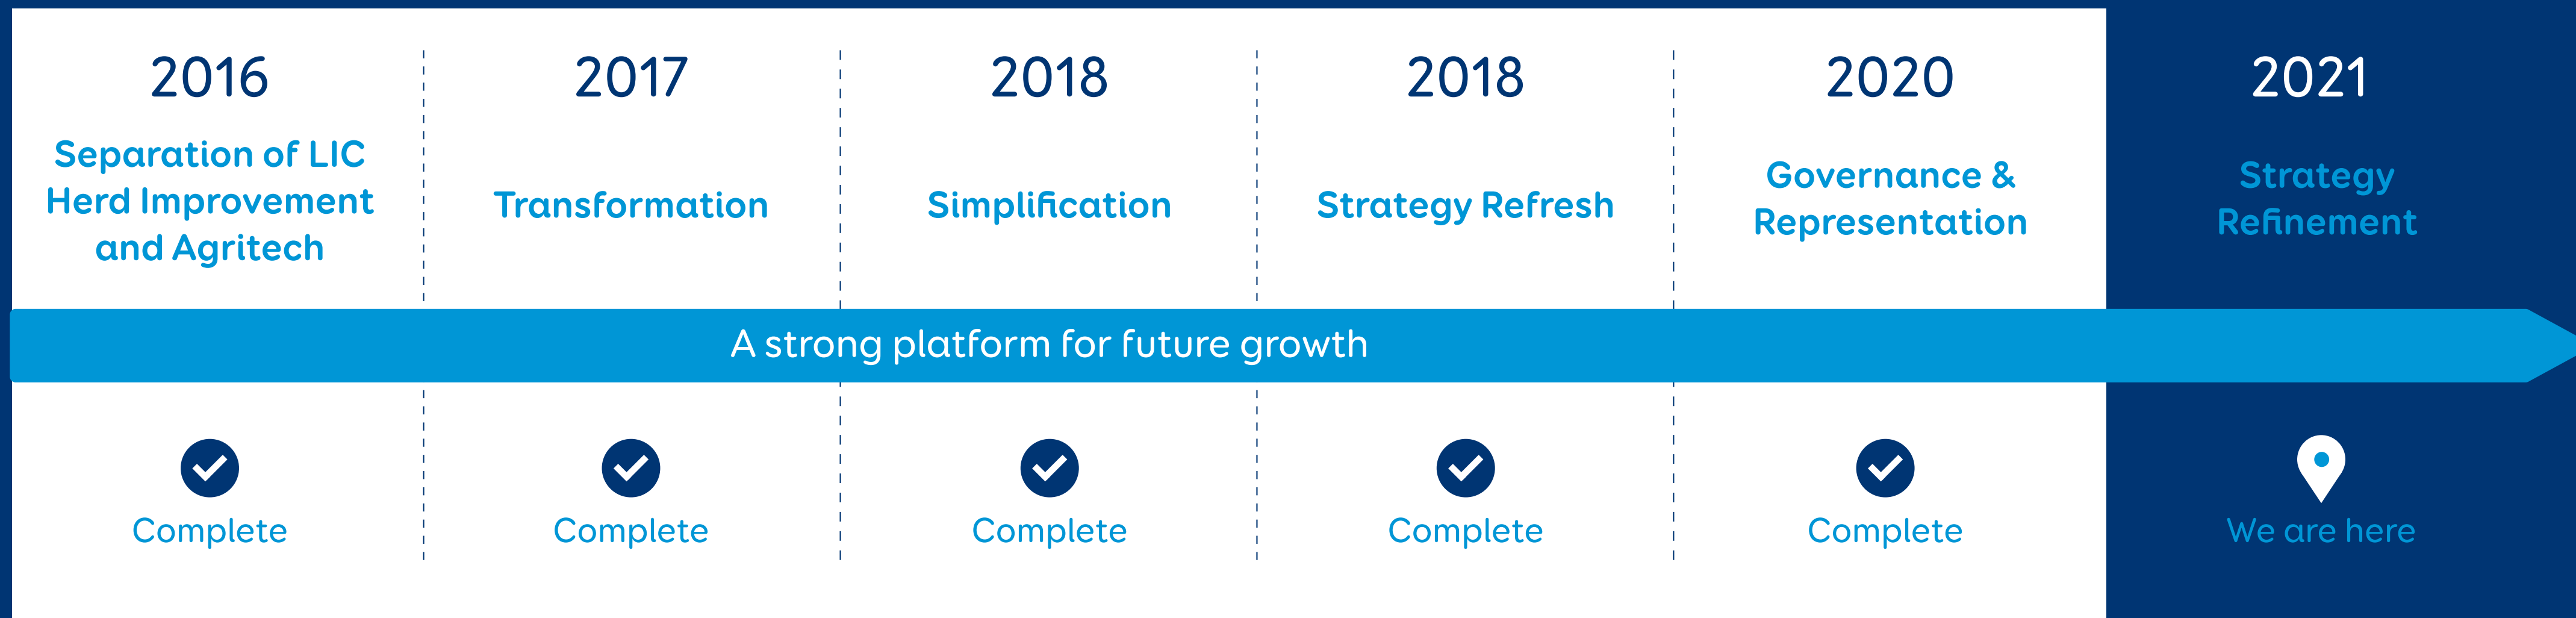 2016
Separation of LIC
Herd Improvement
and Agritech
2017
Transformation
2018
Simplification
2018
Strategy Refresh
2020
Governance &
Representation
2021
Strategy
Refinement
A strong platform for future growth
Complete
Complete
Complete
Complete
Complete
We are here